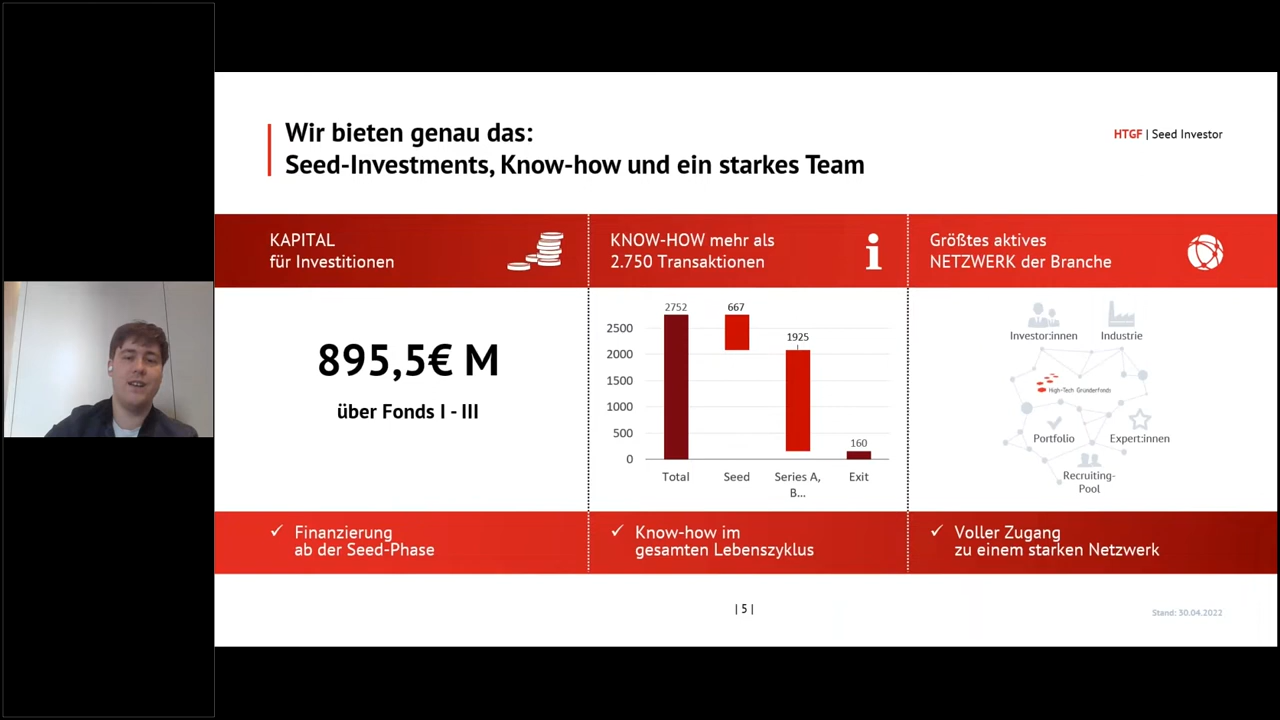 Wir bieten genau das:
Seed-Investments, Know-how und ein starkes Team
HTGF | Seed Investor
KAPITAL
für Investitionen
KNOW-HOW mehr als
2.750 Transaktionen
Größtes aktives
NETZWERK der Branche
895,5€ M
über Fonds I - III
2752
667
1925
160
2500
2000
1500
1000
500
0
Total
Seed
Series A,
B...
Exit
Investor:innen
Industrie
High-Tech Gründerfonds
Portfolio
Expert:innen
Recruiting-
Pool
✓ Finanzierung
ab der Seed-Phase
✓ Know-how im
gesamten Lebenszyklus
✓ Voller Zugang
zu einem starken Netzwerk
| 5 |
Stand: 30.04.2022